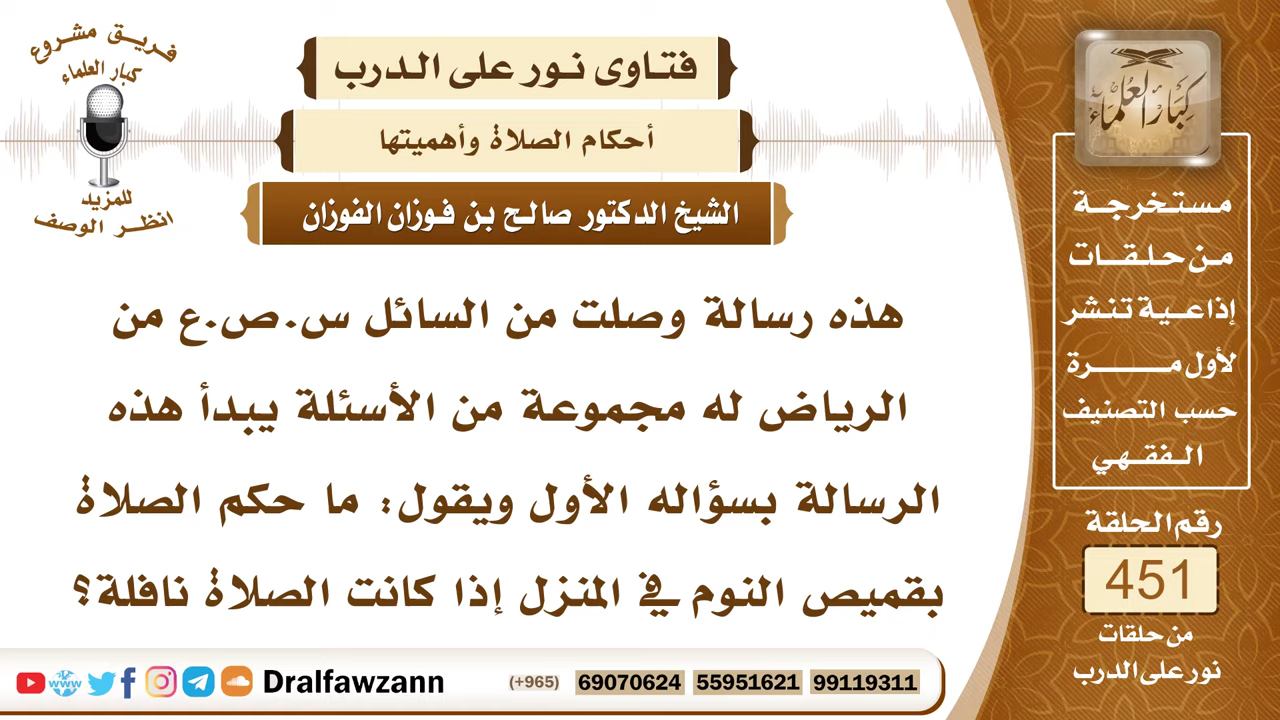 فتاوى نور على الدرب
أحكام الصلاة وأهميتها
الشيخ الدكتور صالح بن فوزان الفوزان
فريق مشروع
كبار العلماء
للمزيد
انظر الوصف
هذه رسالة وصلت من السائل س.ص.ع من
الرياض له مجموعة من الأسئلة يبدأ هذه
الرسالة بسؤاله الأول ويقول: ما حكم الصلاة
بقميص النوم في المنزل إذا كانت الصلاة نافلة؟
كبار العلماء
مستخرجة
من حلقات
إذاعية تنشر
لأول مرة
حسب التصنيف
الفقهي
رقم الحلقة
451
من حلقات
نور على الدرب
www Dralfawzann (+965) 69070624 55951621 99119311